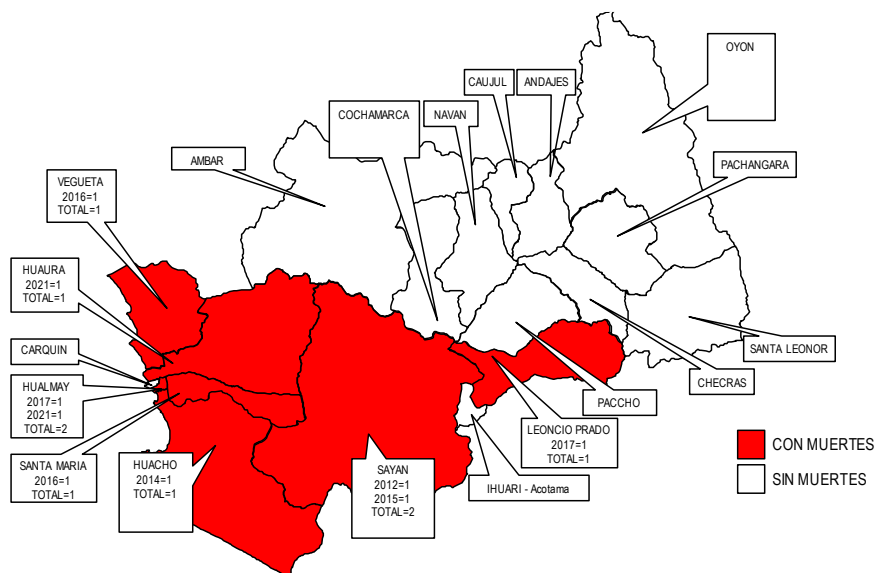 OYON
CAUJUL
ANDAJES
COCHAMARCA
NAVAN
AMBAR
PACHANGARA
VEGUETA
2016=1
TOTAL=1
HUAURA
2021=1
TOTAL=1
CARQUIN
HUALMAY
2017=1
2021=1
TOTAL=2
SANTA MARIA
2016=1
TOTAL=1
HUACHO
2014=1
TOTAL=1
SAYAN
2012=1
2015=1
TOTAL=2
IHUARI - Acotama
LEONCIO PRADO
2017=1
TOTAL=1
PACCHO
CHECRAS
SANTA LEONOR
CON MUERTES
SIN MUERTES